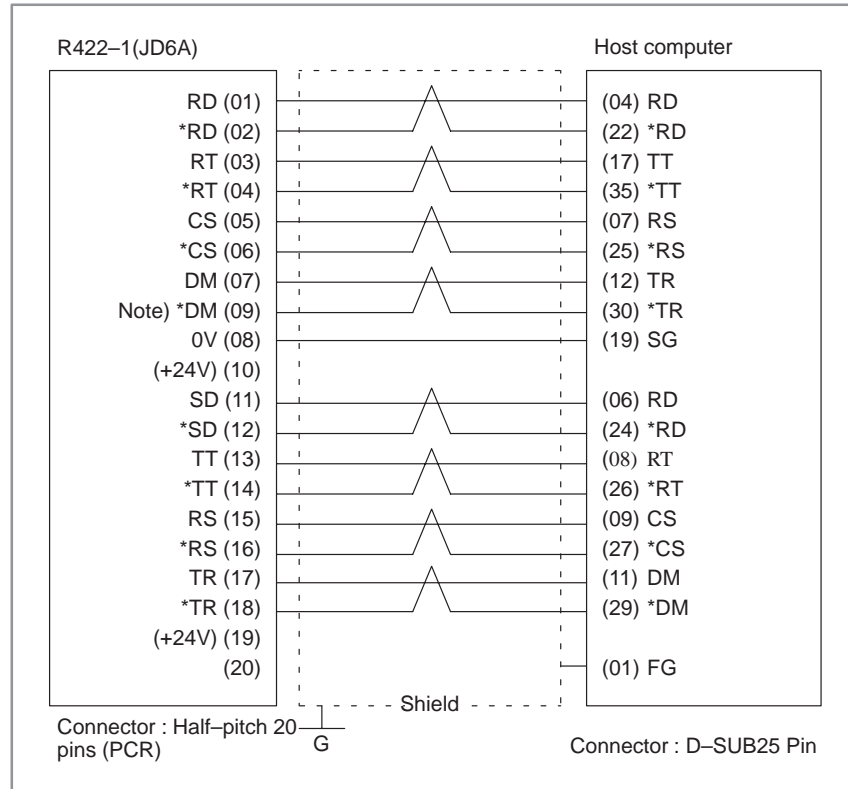 R422–1(JD6A) Host computer
RD (01) (04) RD
*RD (02) (22) *RD
RT (03) (17) TT
*RT (04) (35) *TT
CS (05) (07) RS
*CS (06) (25) *RS
DM (07) (12) TR
Note) *DM (09) (30) *TR
0V (08) (19) SG
(+24V) (10)
SD (11) (06) RD
*SD (12) (24) *RD
TT (13) (08) RT
*TT (14) (26) *RT
RS (15) (09) CS
*RS (16) (27) *CS
TR (17) (11) DM
*TR (18) (29) *DM
(+24V) (19)
(20) (01) FG
Shield
Connector : Half–pitch 20
pins (PCR)
G
Connector : D–SUB25 Pin